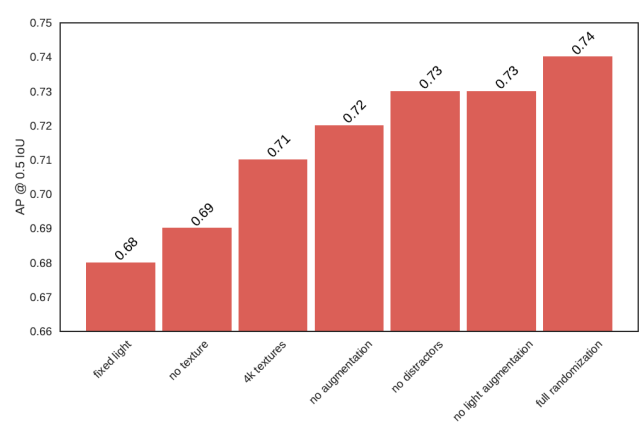 0.75
0.74
0.73
0.72
0.71
0.70
0.69
0.68
0.67
0.66
AP @ 0.5 IoU
0.68
0.69
0.71
0.72
0.73
0.73
0.74
fixed light
no texture
4k textures
no augmentation
no distractors
no light augmentation
full randomization